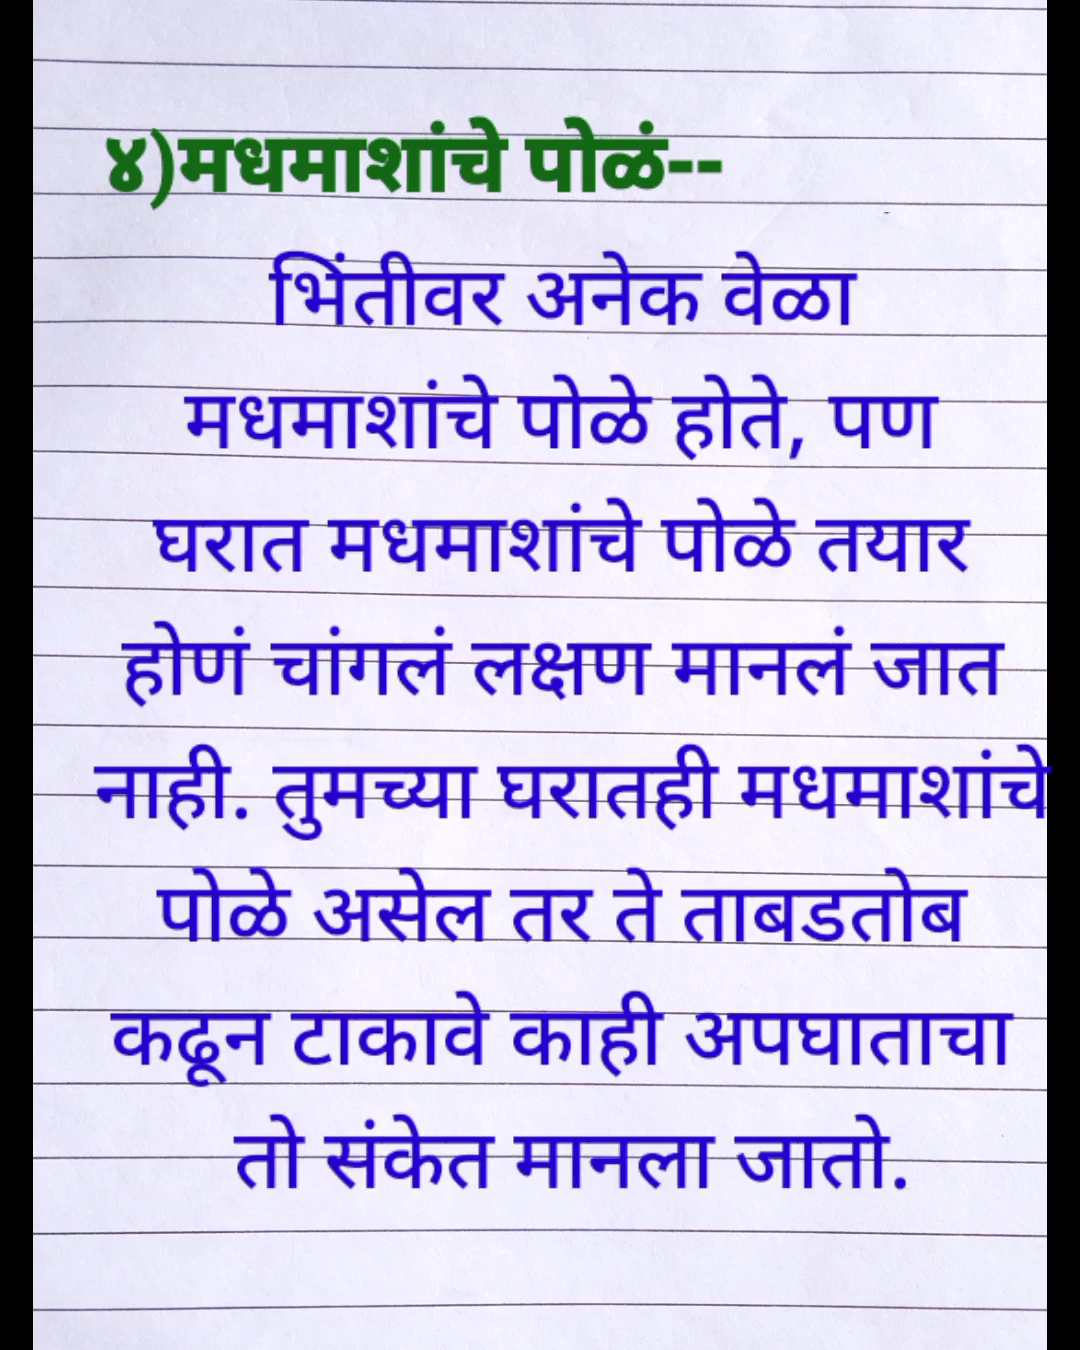 ४)मधमाशांचे पोळं--
भिंतीवर अनेक वेळा
मधमाशांचे पोळे होते, पण
घरात मधमाशांचे पोळे तयार
होणं चांगलं लक्षण मानलं जात
नाही. तुमच्या घरातही मधमाशांचे
पोळे असेल तर ते ताबडतोब
कढून टाकावे काही अपघाताचा
तो संकेत मानला जातो.